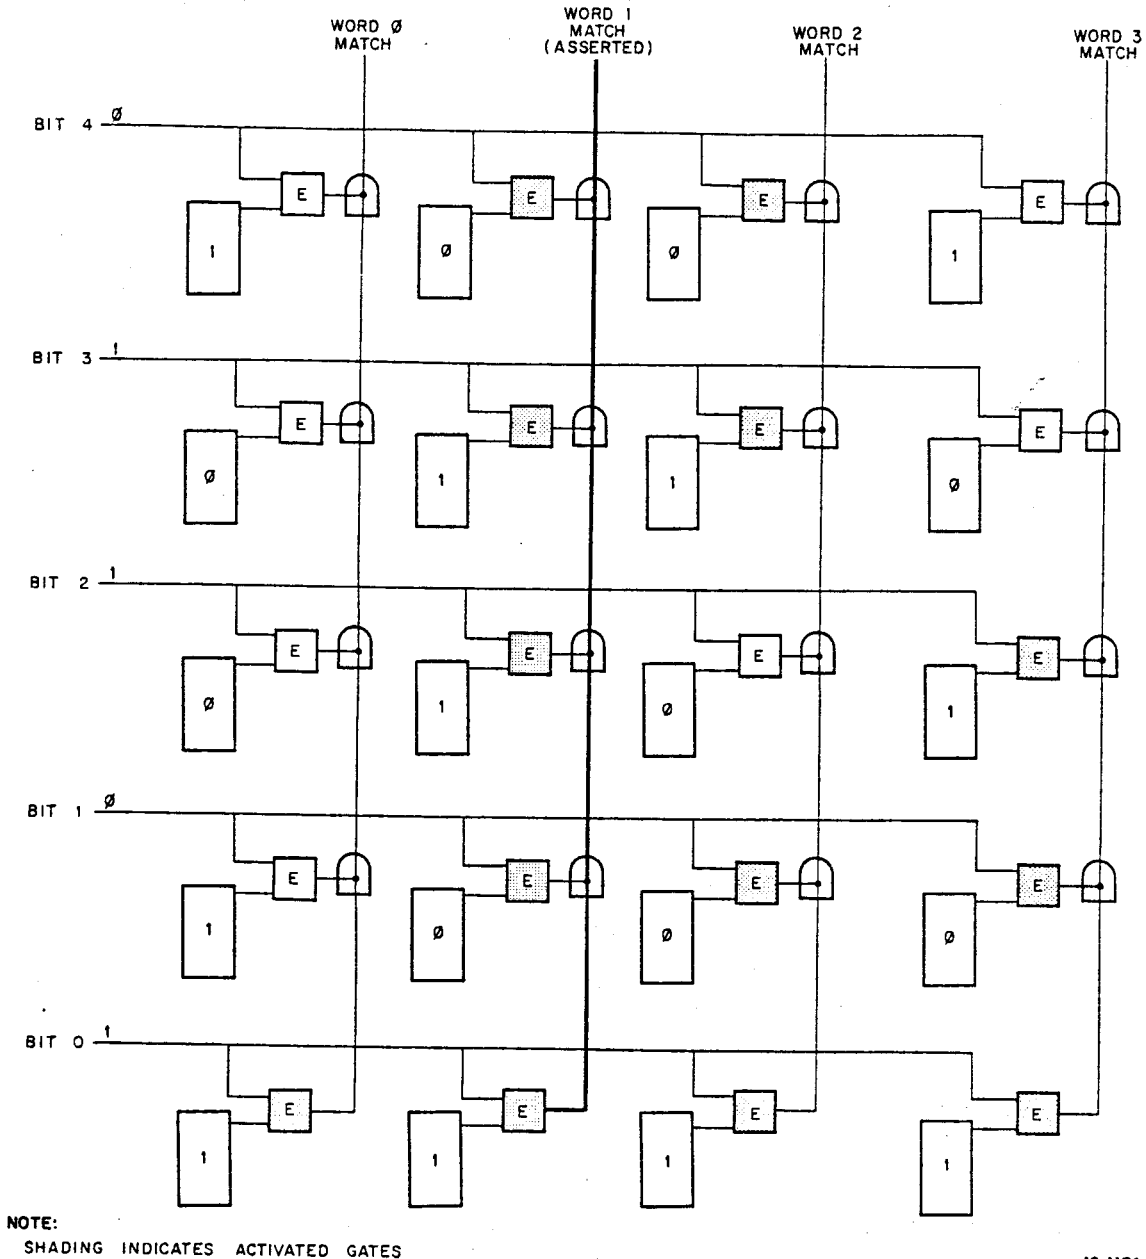 WORD Ø
MATCH
WORD 1
MATCH
(ASSERTED)
WORD 2
MATCH
WORD 3
MATCH
BIT 4 Ø
E E E E
1 Ø Ø 1
BIT 3 1
E E E E
Ø 1 1 Ø
BIT 2 1
E E E E
Ø 1 Ø 1
BIT 1 Ø
E E E E
1 Ø Ø Ø
BIT 0 1
E E E E
1 1 1 1
NOTE:
SHADING INDICATES ACTIVATED GATES